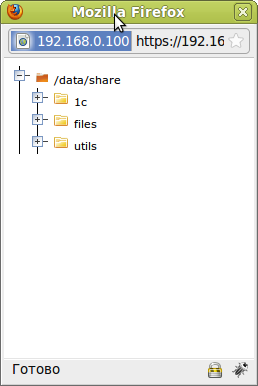 Mozilla Firefox
192.168.0.100 https://192.16
/data/share
1c
files
utils
Готово